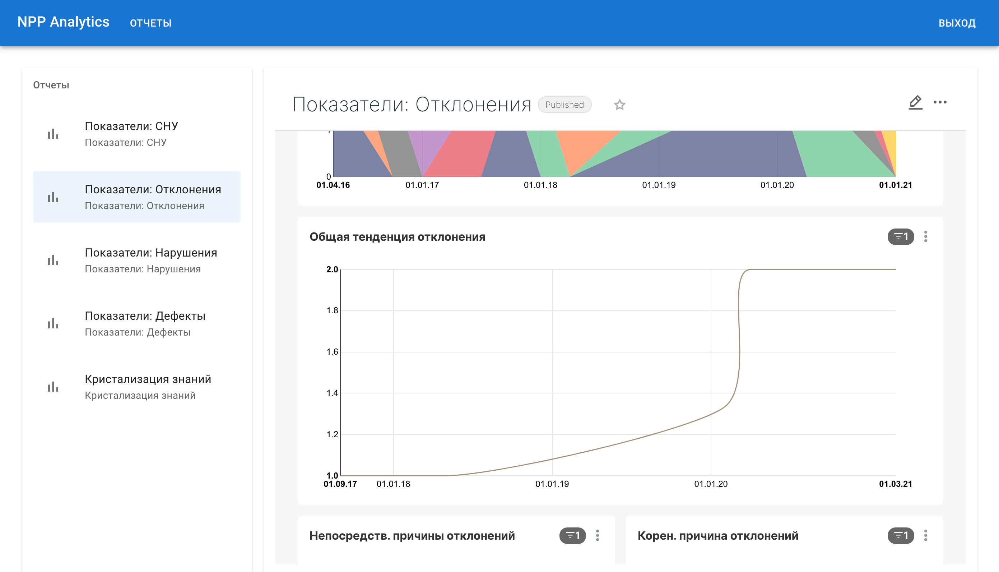 NPP Analytics
ОТЧЕТЫ
ВЫХОД
Отчеты
Показатели: СНУ
Показатели: СНУ
Показатели: Отклонения
Показатели: Отклонения
Показатели: Нарушения
Показатели: Нарушения
Показатели: Дефекты
Показатели: Дефекты
Кристализация знаний
Кристализация знаний
Показатели: Отклонения
Published
0
01.04.16
01.01.17
01.01.18
01.01.19
01.01.20
01.01.21
Общая тенденция отклонения
1
2.0
1.8
1.6
1.4
1.2
1.0
01.09.17
01.01.18
01.01.19
01.01.20
01.03.21
Непосредств. причины отклонений
1
Корен. причина отклонений
1